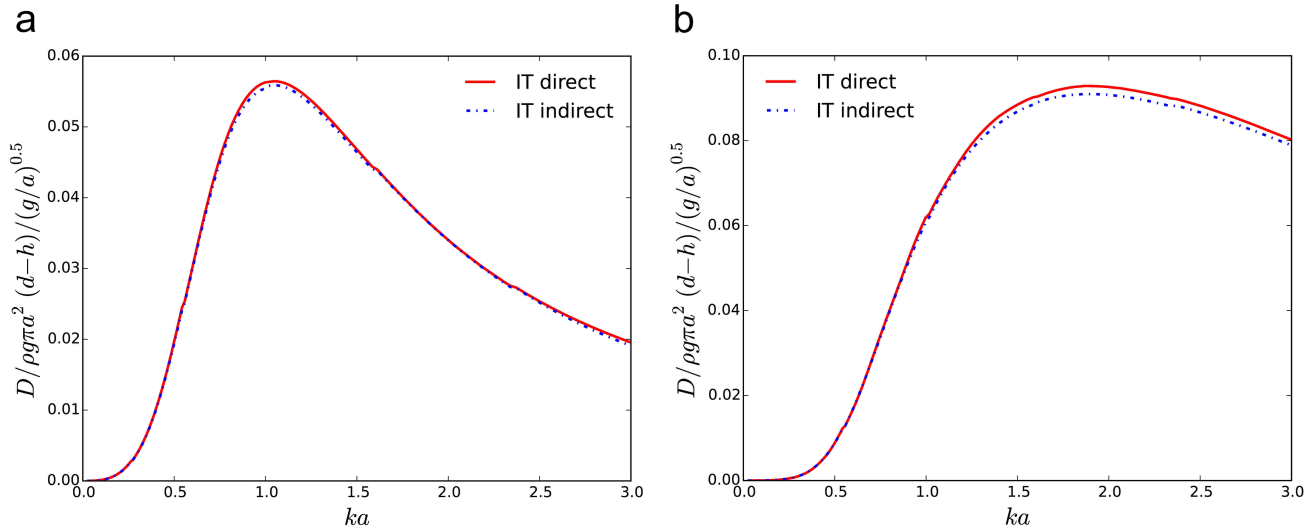 a
0.06
0.05
0.04
0.03
0.02
0.01
0.00
D/ρgπa² (d−h)/(g/a)^0.5
IT direct
IT indirect
0.0 0.5 1.0 1.5 2.0 2.5 3.0
ka
b
0.10
0.08
0.06
0.04
0.02
0.00
D/ρgπa² (d−h)/(g/a)^0.5
IT direct
IT indirect
0.0 0.5 1.0 1.5 2.0 2.5 3.0
ka